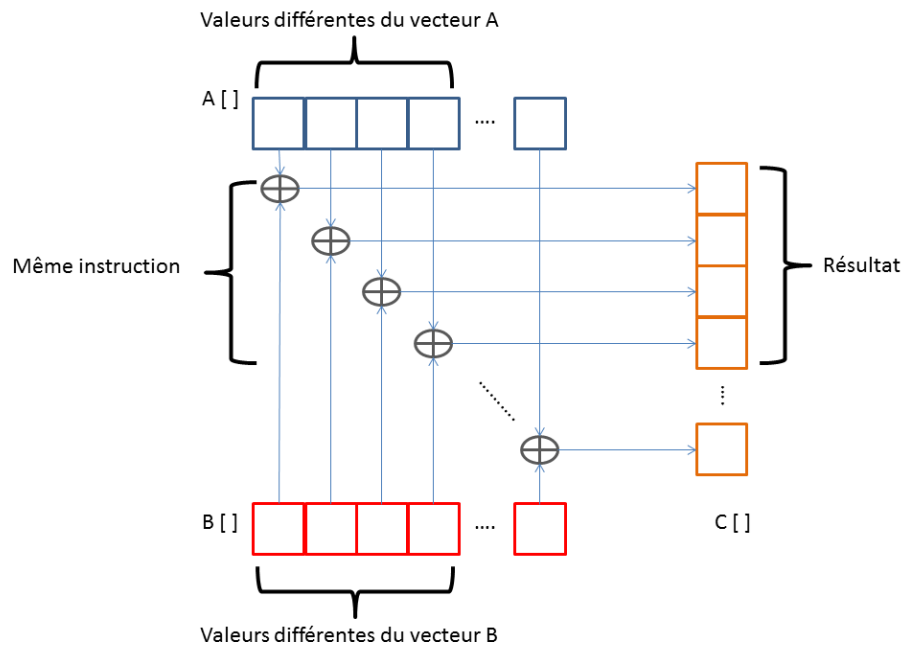 Valeurs différentes du vecteur A
A [ ]
....
Même instruction
Résultat
B [ ]
....
C [ ]
Valeurs différentes du vecteur B